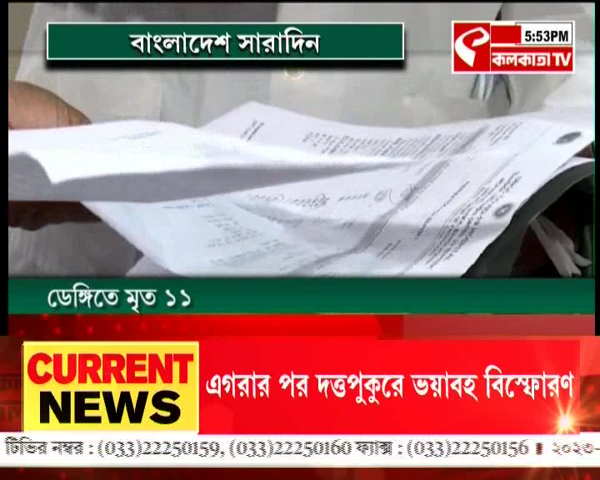 বাংলাদেশ সারাদিন
5:53PM
কলকাতা TV
ডেঙ্গিতে মৃত ১১
CURRENT NEWS
এগরার পর দত্তপুকুরে ভয়াবহ বিস্ফোরণ
টিভির নম্বর : (033)22250159, (033)22250160 ফ্যাক্স : (033)22250156 ২০২৩-